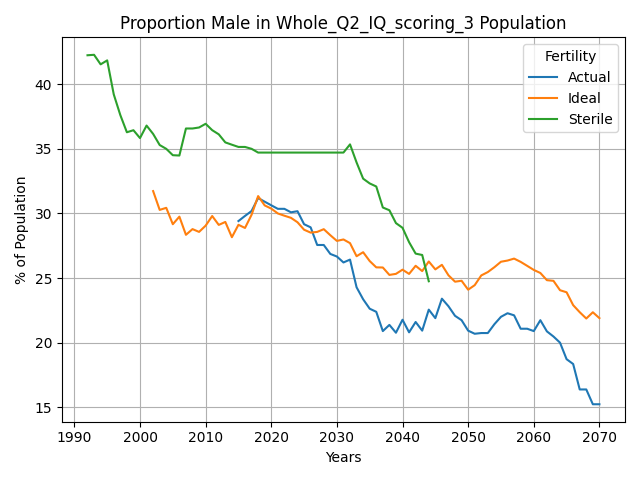 Proportion Male in Whole_Q2_IQ_scoring_3 Population
Fertility
Actual
Ideal
Sterile
% of Population
40
35
30
25
20
15
1990 2000 2010 2020 2030 2040 2050 2060 2070
Years